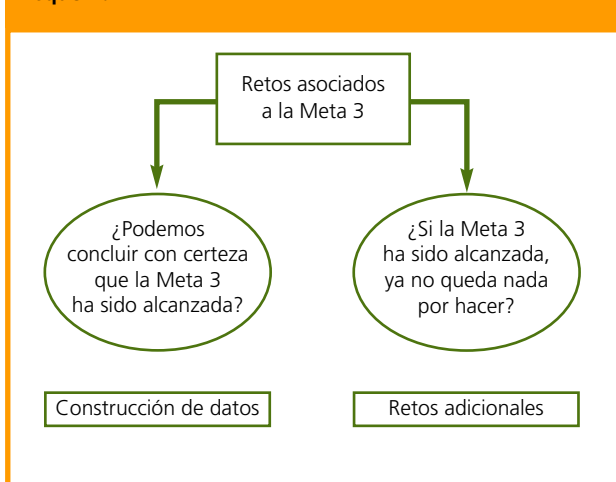 Retos asociados
a la Meta 3
¿Podemos
concluir con certeza
que la Meta 3
ha sido alcanzada?
¿Si la Meta 3
ha sido alcanzada,
ya no queda nada
por hacer?
Construcción de datos
Retos adicionales